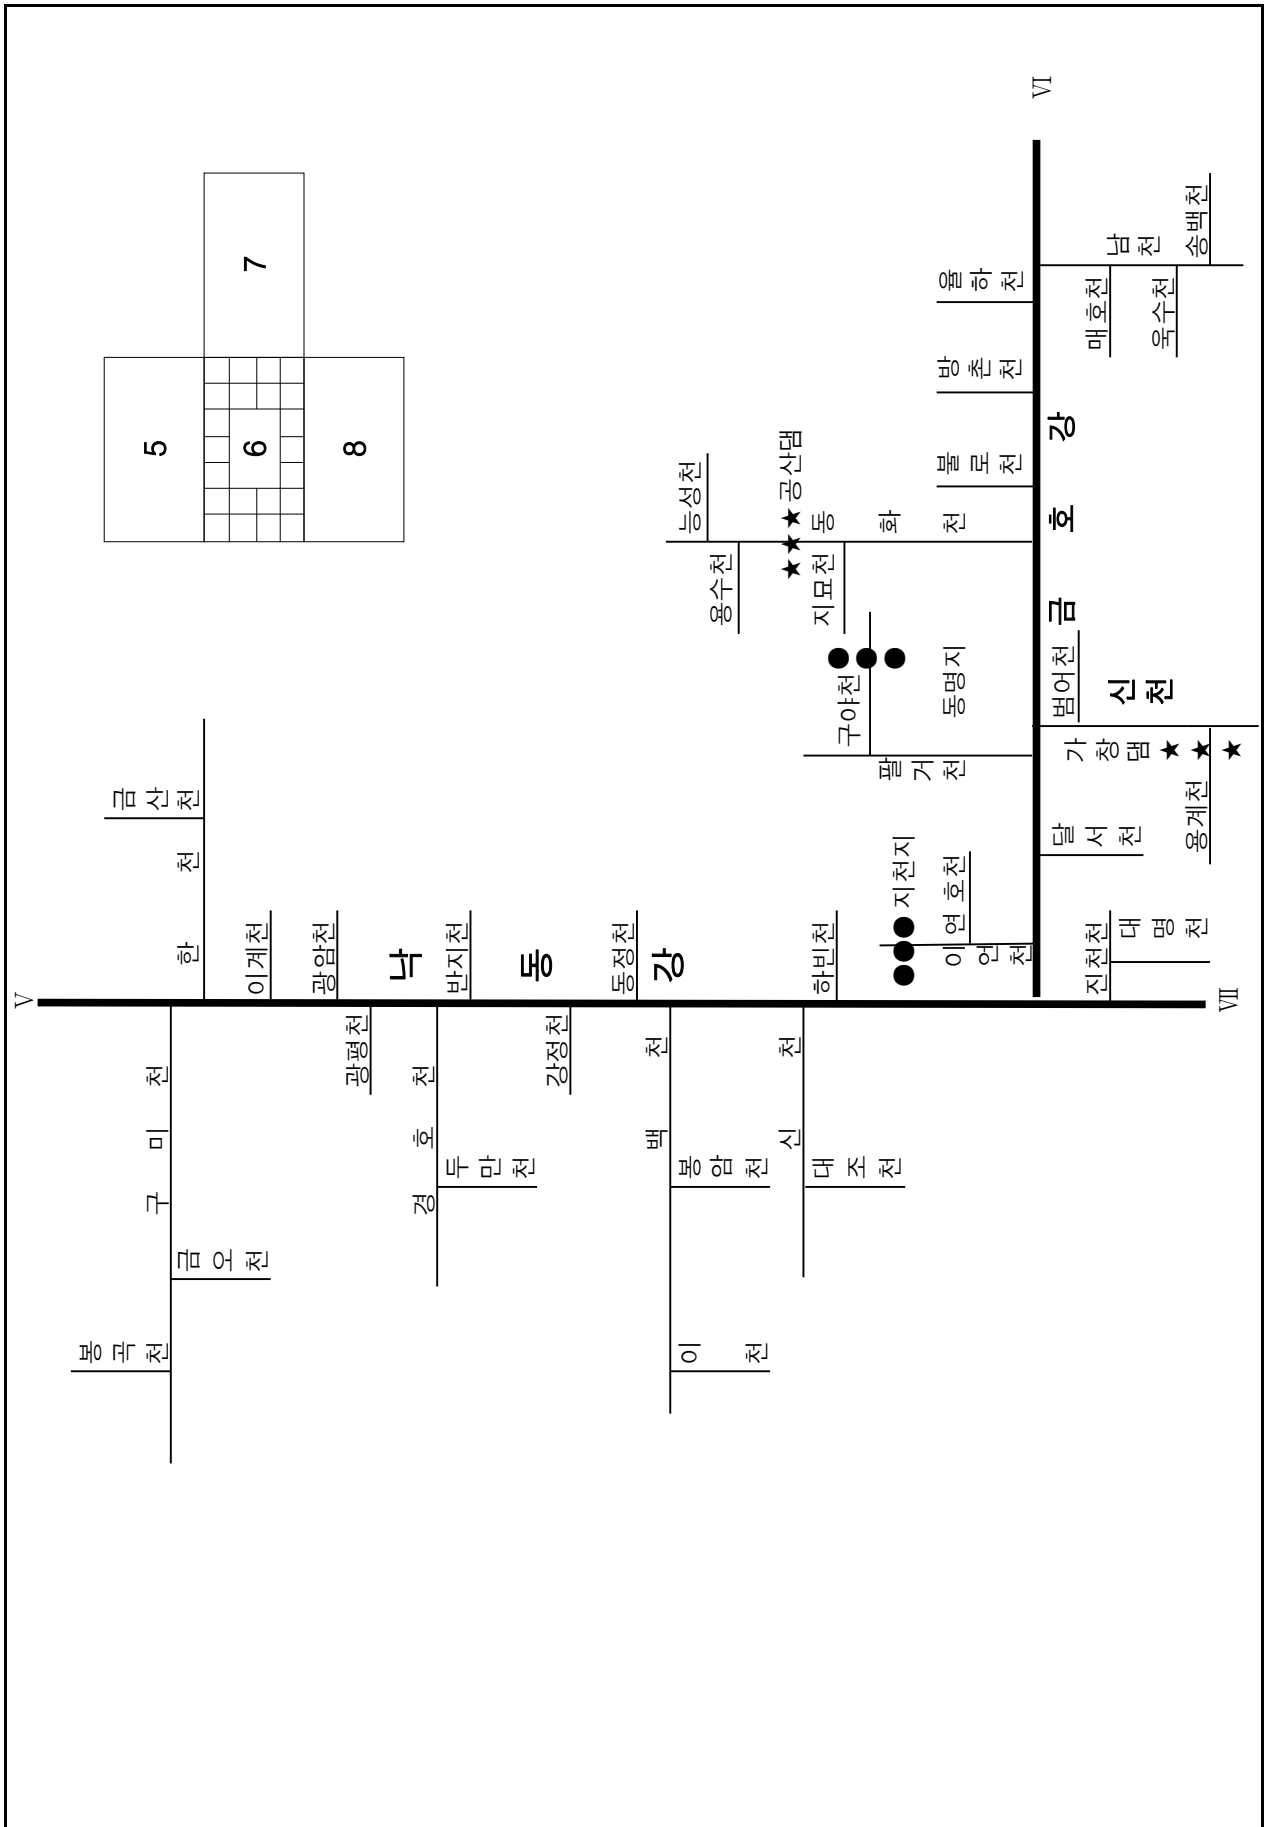 Ⅴ
봉곡천
금산천
구미천
5
한천
금오천
6
7
이계천
광암천
8
광평천
낙동강
경호천
반지천
두만천
강정천
동정천
백천
이천
봉암천
능성천
용수천
신천
★★★공산댐
대조천
하빈천
지묘천
동화천
구야천
●●●
팔거천
●●●지천지
이언천
연호천
동명지
불로천
방촌천
율하천
Ⅵ
금호강
달서천
범어천
가창댐★★★
진천천
매호천
신천
남천
대명천
욱수천
용계천
송백천
Ⅶ